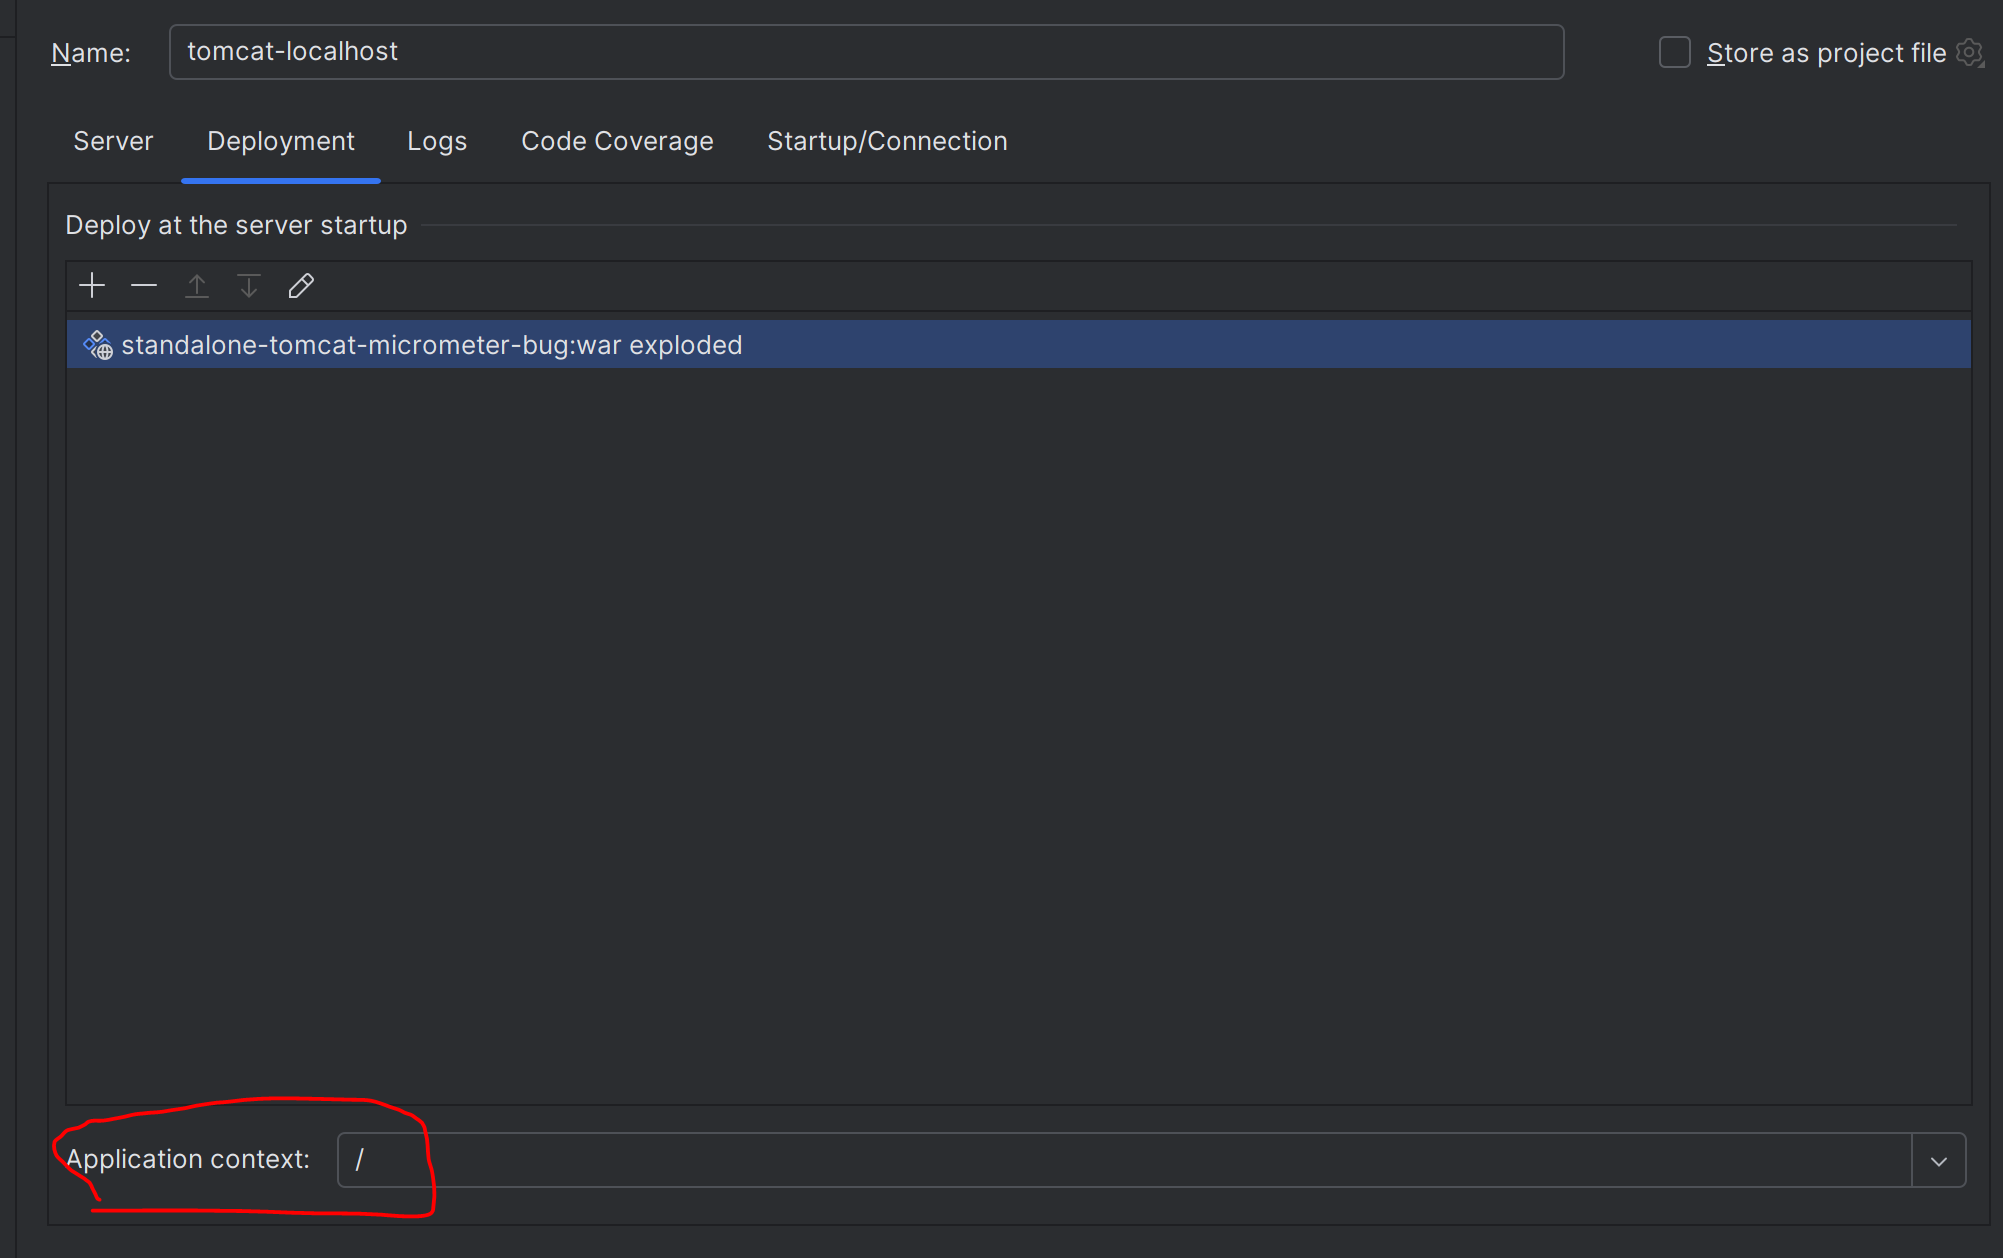 Name: tomcat-localhost Store as project file
Server Deployment Logs Code Coverage Startup/Connection
Deploy at the server startup
standalone-tomcat-micrometer-bug:war exploded
Application context: /